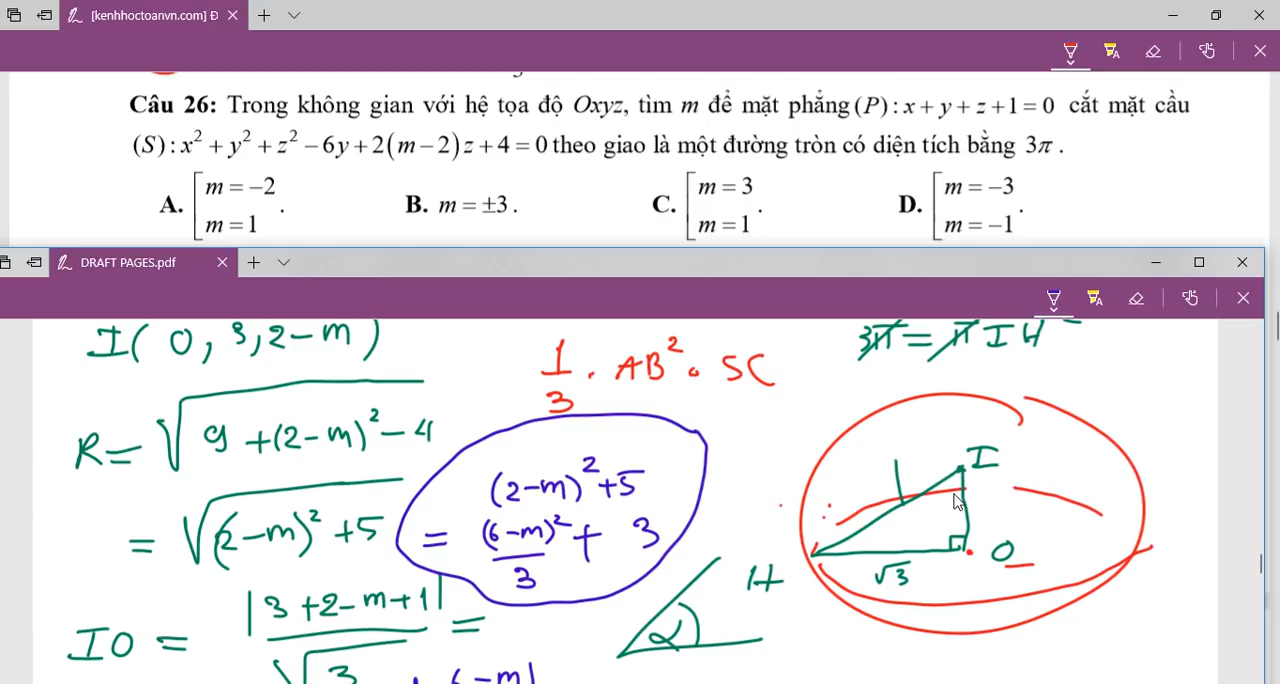 [kenhhoctoanvn.com] Đ
Câu 26: Trong không gian với hệ tọa độ Oxyz, tìm m để mặt phẳng (P): x + y + z + 1 = 0 cắt mặt cầu
(S): x² + y² + z² − 6y + 2(m − 2)z + 4 = 0 theo giao là một đường tròn có diện tích bằng 3π.
A. [ m = −2 m = 1 .
B. m = ±3.
C. [ m = 3 m = 1 .
D. [ m = −3 m = −1 .
DRAFT PAGES.pdf
I( 0, 3, 2 − m)
R = √(9 + (2 − m)² − 4
= √((2 − m)² + 5
IO = |3 + 2 − m + 1| / √3 =
1/3 . AB² . SC
(2 − m)² + 5
= (6 − m)²/3 + 3
3π = π IH²
I
O
√3
H
α